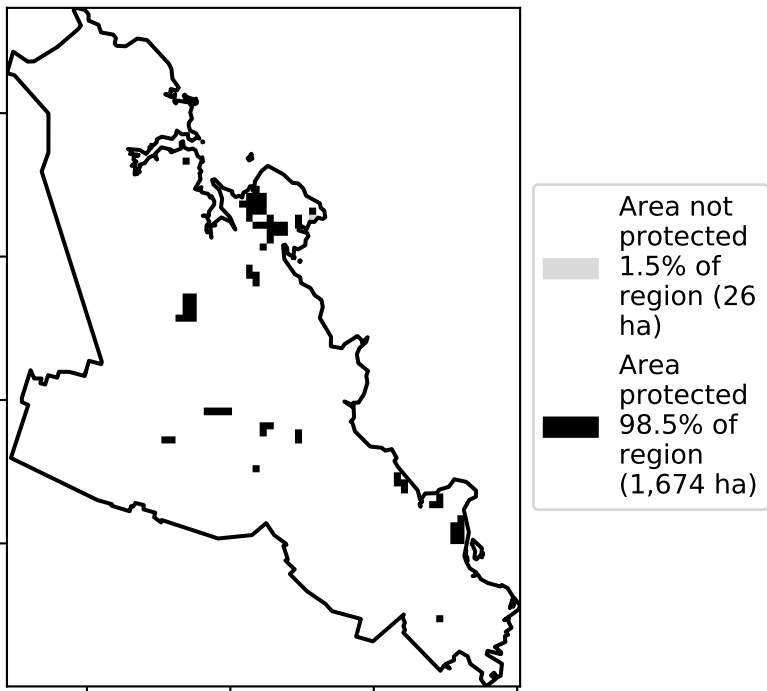 Area not
protected
1.5% of
region (26
ha)
Area
protected
98.5% of
region
(1,674 ha)